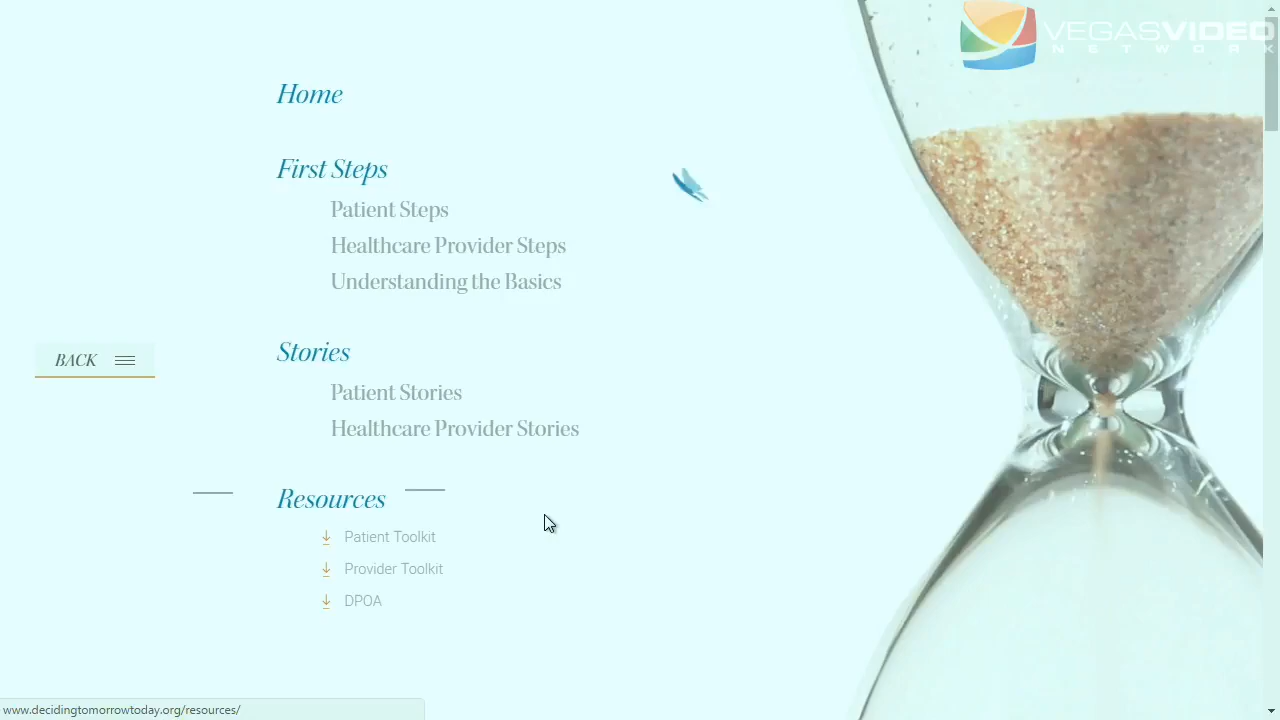 VEGASVIDEO
NETWORK
Home
First Steps
Patient Steps
Healthcare Provider Steps
Understanding the Basics
Stories
BACK
Patient Stories
Healthcare Provider Stories
Resources
Patient Toolkit
Provider Toolkit
DPOA
www.decidingtomorrowtoday.org/resources/